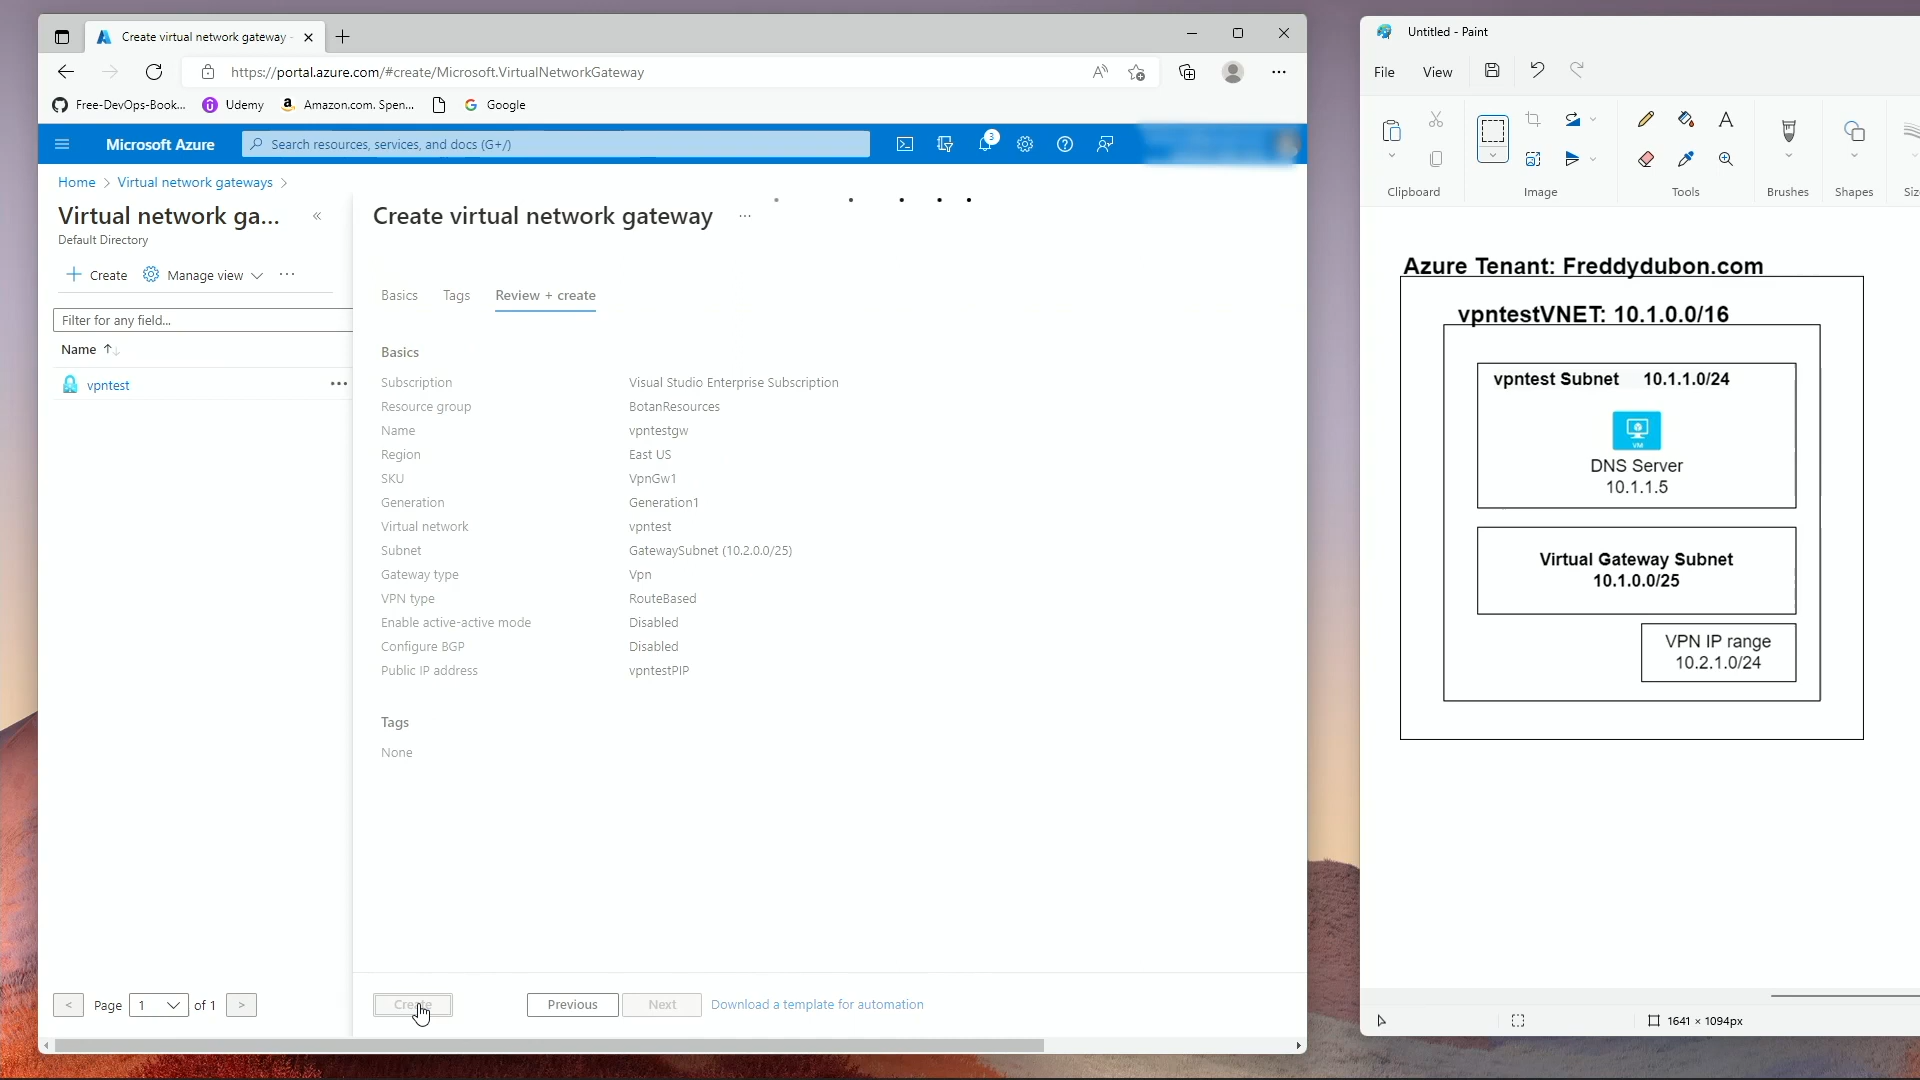 Create virtual network gateway -
https://portal.azure.com/#create/Microsoft.VirtualNetworkGateway
Free-DevOps-Book... Udemy Amazon.com. Spen... Google
Microsoft Azure
Search resources, services, and docs (G+/)
3
Home > Virtual network gateways >
Virtual network ga...
Default Directory
Create Manage view ...
Filter for any field...
Name
vpntest
Page 1 of 1
Create virtual network gateway ...
Basics Tags Review + create
Basics
Subscription Visual Studio Enterprise Subscription
Resource group BotanResources
Name vpntestgw
Region East US
SKU VpnGw1
Generation Generation1
Virtual network vpntest
Subnet GatewaySubnet (10.2.0.0/25)
Gateway type Vpn
VPN type RouteBased
Enable active-active mode Disabled
Configure BGP Disabled
Public IP address vpntestPIP
Tags
None
Create Previous Next Download a template for automation
Untitled - Paint
File View
Clipboard Image Tools Brushes Shapes
Azure Tenant: Freddydubon.com
vpntestVNET: 10.1.0.0/16
vpntest Subnet 10.1.1.0/24
VM
DNS Server
10.1.1.5
Virtual Gateway Subnet
10.1.0.0/25
VPN IP range
10.2.1.0/24
1641 × 1094px